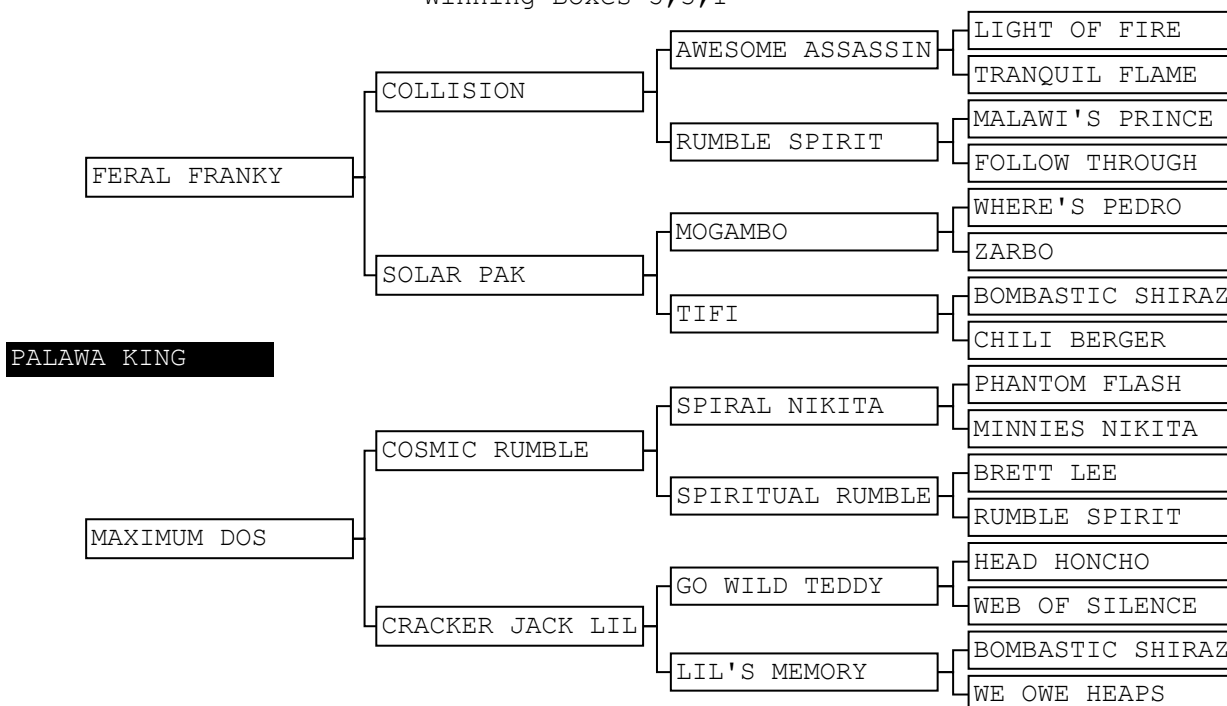 Winning Boxes 5,3,1
LIGHT OF FIRE
AWESOME ASSASSIN
TRANQUIL FLAME
COLLISION
MALAWI'S PRINCE
RUMBLE SPIRIT
FOLLOW THROUGH
FERAL FRANKY
WHERE'S PEDRO
MOGAMBO
ZARBO
SOLAR PAK
BOMBASTIC SHIRAZ
TIFI
CHILI BERGER
PALAWA KING
PHANTOM FLASH
SPIRAL NIKITA
MINNIES NIKITA
COSMIC RUMBLE
BRETT LEE
SPIRITUAL RUMBLE
RUMBLE SPIRIT
MAXIMUM DOS
HEAD HONCHO
GO WILD TEDDY
WEB OF SILENCE
CRACKER JACK LIL
BOMBASTIC SHIRAZ
LIL'S MEMORY
WE OWE HEAPS